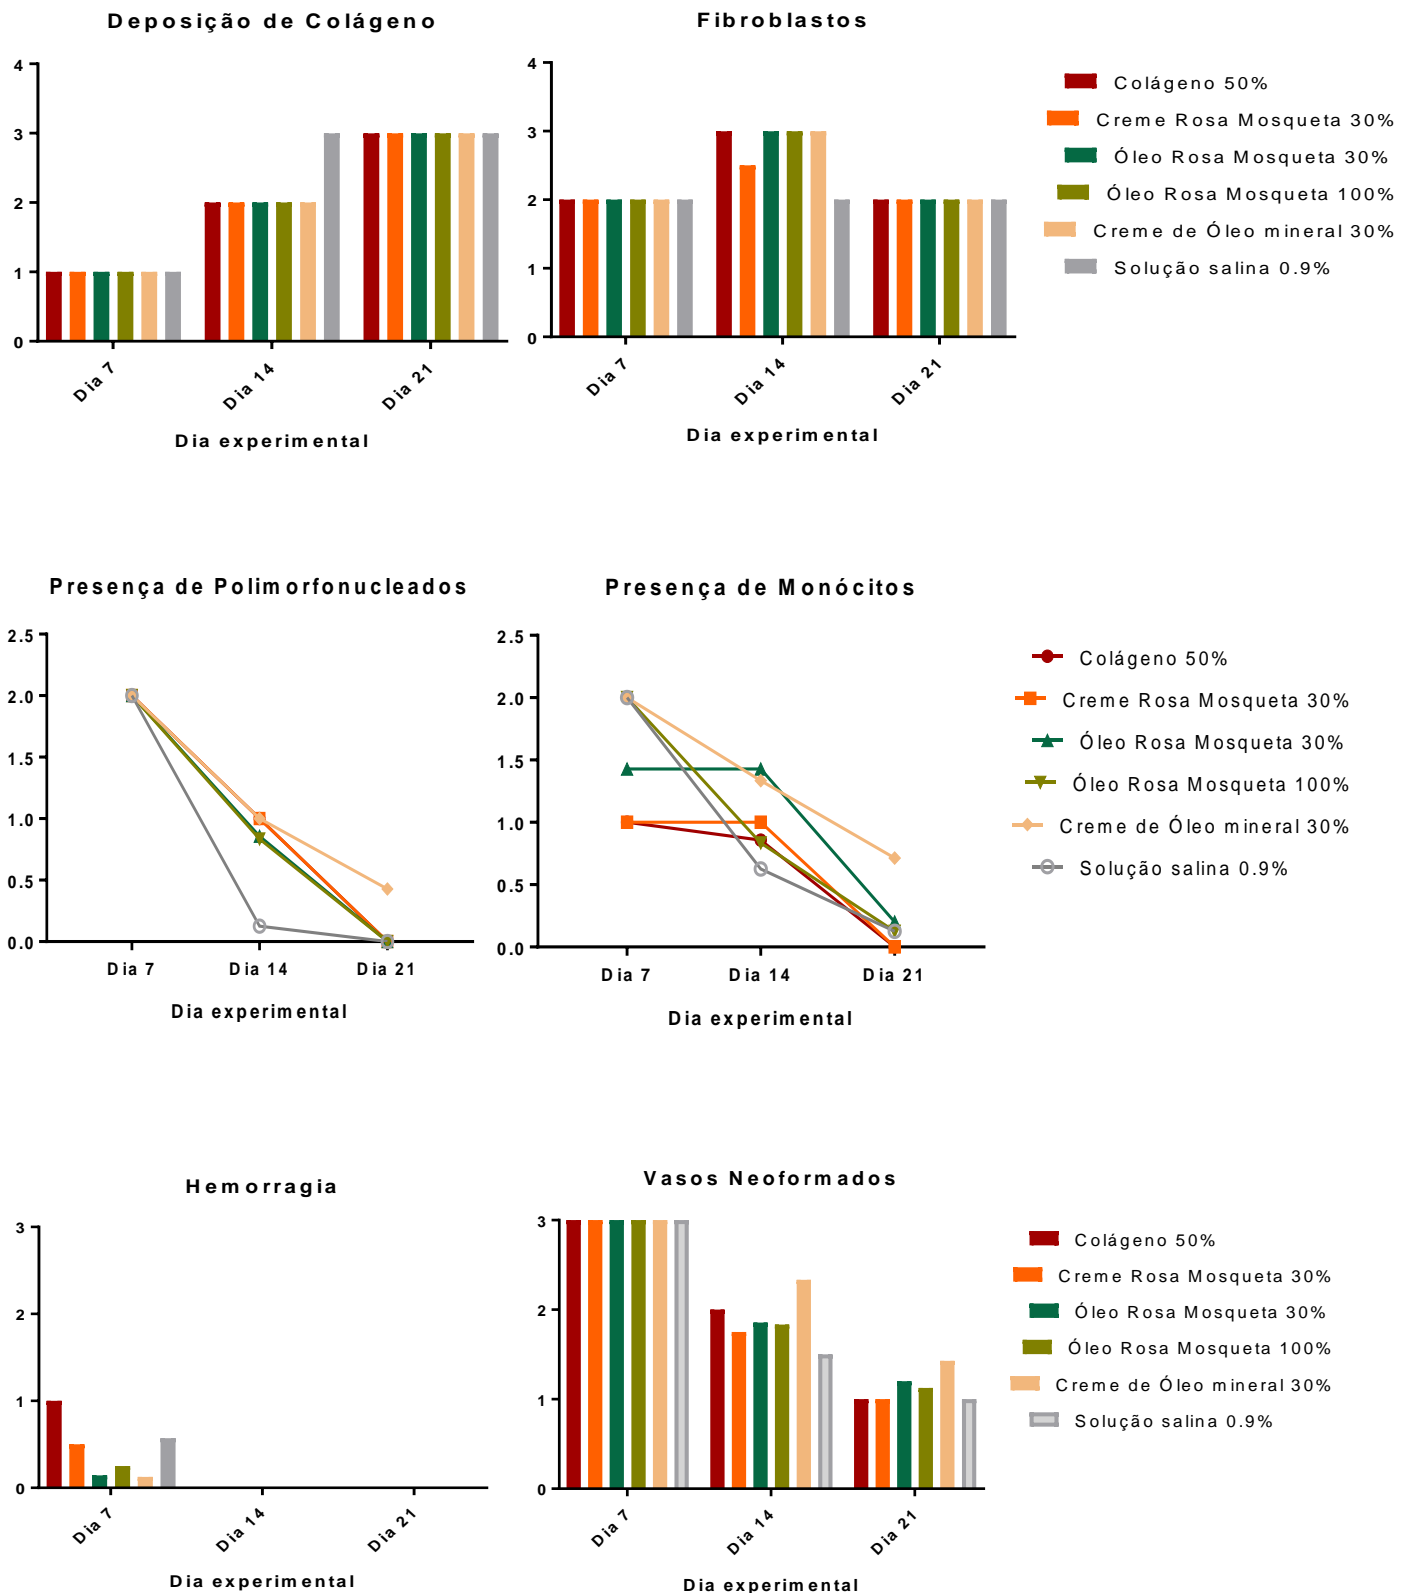 Deposição de Colágeno
4
3
2
1
0
Dia 7
Dia 14
Dia 21
Dia experimental
Fibroblastos
4
3
2
1
0
Dia 7
Dia 14
Dia 21
Dia experimental
Colágeno 50%
Creme Rosa Mosqueta 30%
Óleo Rosa Mosqueta 30%
Óleo Rosa Mosqueta 100%
Creme de Óleo mineral 30%
Solução salina 0.9%
Presença de Polimorfonucleados
2.5
2.0
1.5
1.0
0.5
0.0
Dia 7
Dia 14
Dia 21
Dia experimental
Presença de Monócitos
2.5
2.0
1.5
1.0
0.5
0.0
Dia 7
Dia 14
Dia 21
Dia experimental
Colágeno 50%
Creme Rosa Mosqueta 30%
Óleo Rosa Mosqueta 30%
Óleo Rosa Mosqueta 100%
Creme de Óleo mineral 30%
Solução salina 0.9%
Hemorragia
3
2
1
0
Dia 7
Dia 14
Dia 21
Dia experimental
Vasos Neoformados
3
2
1
0
Dia 7
Dia 14
Dia 21
Dia experimental
Colágeno 50%
Creme Rosa Mosqueta 30%
Óleo Rosa Mosqueta 30%
Óleo Rosa Mosqueta 100%
Creme de Óleo mineral 30%
Solução salina 0.9%